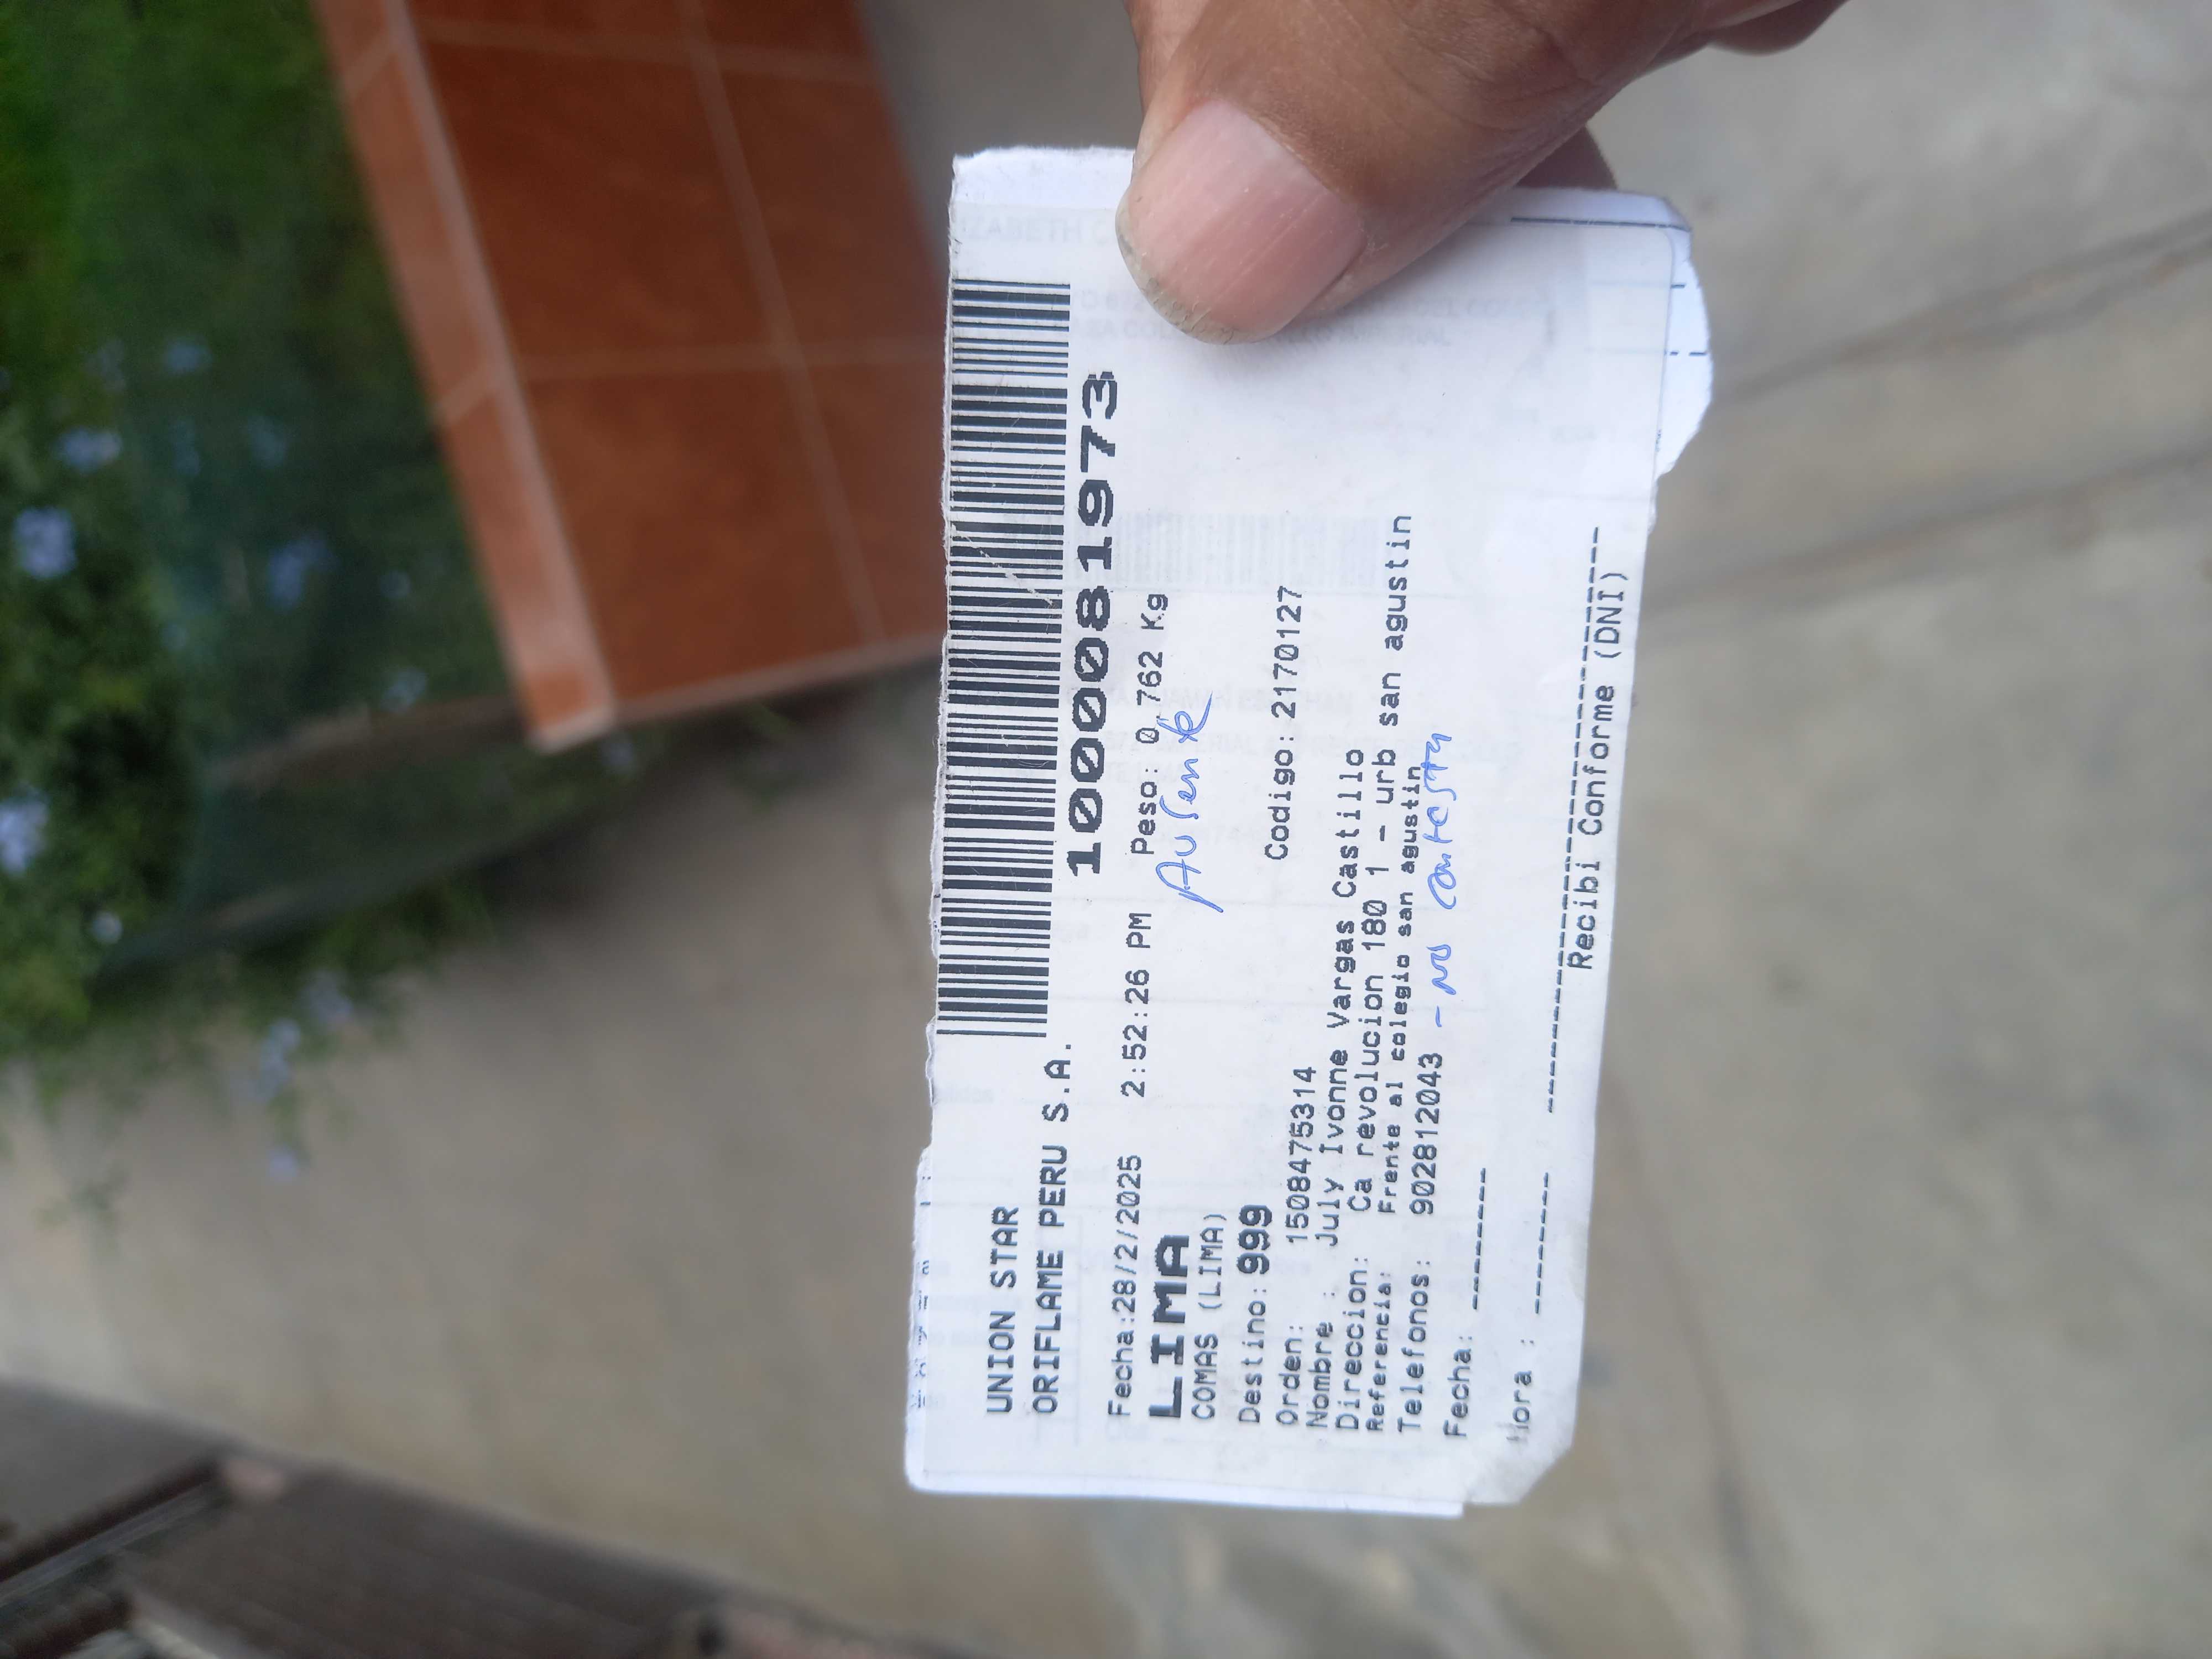 UNION STAR
ORIFLAME PERU S.A.
1000081973
Fecha:28/2/2025 2:52:26 PM Peso: 0,762 Kg
LIMA
Ausente
COMAS (LIMA)
Destino: 999 Codigo:2170127
Orden: 1508475314
Nombre : July Ivonne Vargas Castillo
Direccion: Ca revolucion 180 1 - urb san agustin
Referencia: Frente al colegio san agustin
Telefonos: 902812043 - no contesta
Fecha:
Hora :
Recibi Conforme (DNI)